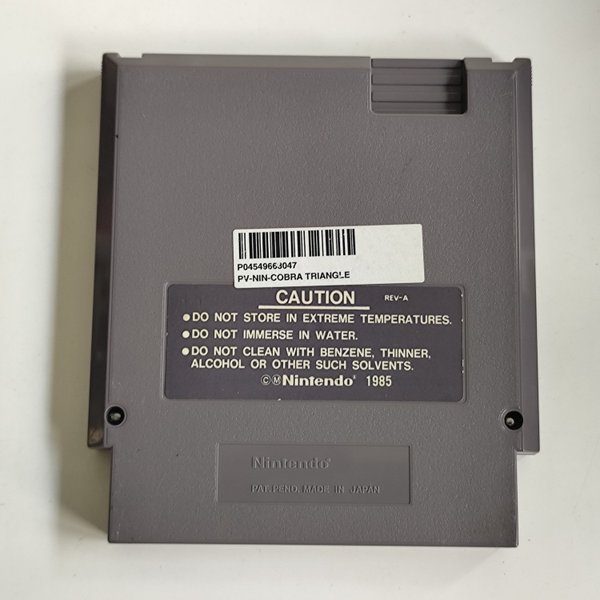 P04549663047
PV-NIN-COBRA TRIANGLE
CAUTION REV-A
●DO NOT STORE IN EXTREME TEMPERATURES.
●DO NOT IMMERSE IN WATER.
●DO NOT CLEAN WITH BENZENE, THINNER,
ALCOHOL OR OTHER SUCH SOLVENTS.
©Ⓜ Nintendo® 1985
Nintendo®
PAT. PEND. MADE IN JAPAN